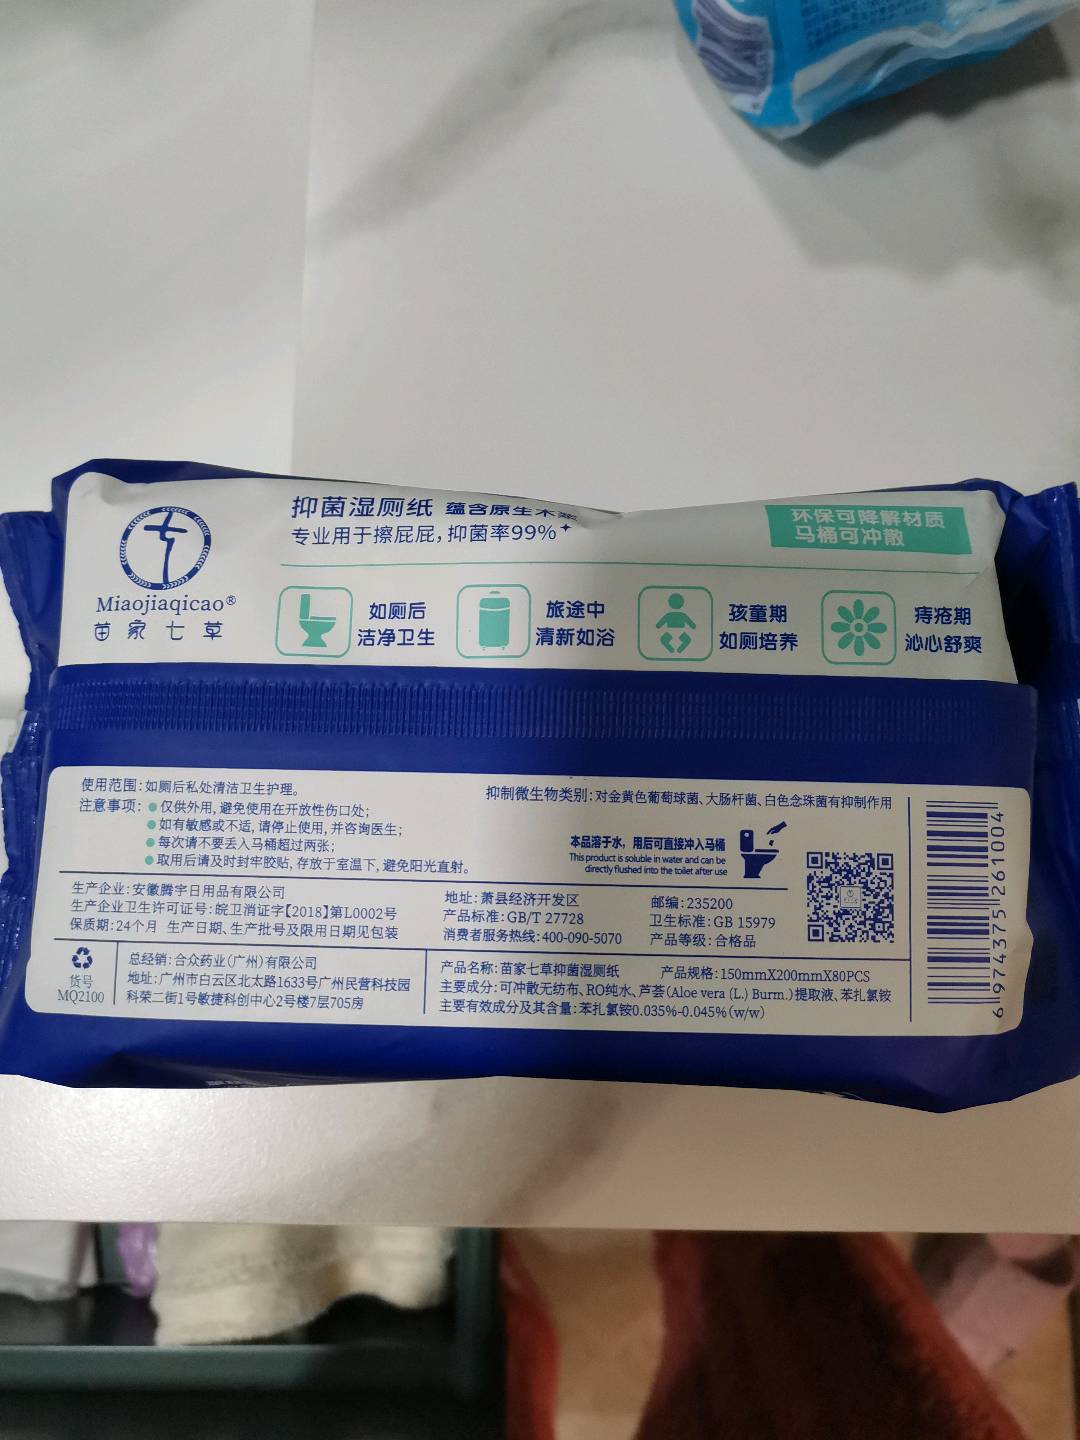 抑菌湿厕纸 蕴含原生木
专业用于擦屁屁，抑菌率99%
环保可降解材质
马桶可冲散
Miaojiaqicao®
苗家七草
如厕后
洁净卫生
旅途中
清新如浴
孩童期
如厕培养
痔疮期
沁心舒爽
使用范围：如厕后私处清洁卫生护理。
注意事项：●仅供外用，避免使用在开放性伤口处；
●如有敏感或不适，请停止使用，并咨询医生；
●每次请不要丢入马桶超过两张；
●取用后请及时封牢胶贴，存放于室温下，避免阳光直射。
抑制微生物类别：对金黄色葡萄球菌、大肠杆菌、白色念珠菌有抑制作用
本品溶于水，用后可直接冲入马桶
This product is soluble in water and can be
directly flushed into the toilet after use
生产企业：安徽腾宇日用品有限公司
生产企业卫生许可证号：皖卫消证字【2018】第L0002号
保质期：24个月 生产日期、生产批号及限用日期见包装
地址：萧县经济开发区
产品标准：GB/T 27728
消费者服务热线：400-090-5070
邮编：235200
卫生标准：GB 15979
产品等级：合格品
货号
MQ2100
总经销：合众药业（广州）有限公司
地址：广州市白云区北太路1633号广州民营科技园
科荣二街1号敏捷科创中心2号楼7层705房
产品名称：苗家七草抑菌湿厕纸 产品规格：150mmX200mmX80PCS
主要成分：可冲散无纺布、RO纯水、芦荟（Aloe vera (L.) Burm.）提取液、苯扎氯铵
主要有效成分及其含量：苯扎氯铵0.035%-0.045%（w/w）
6974375261004